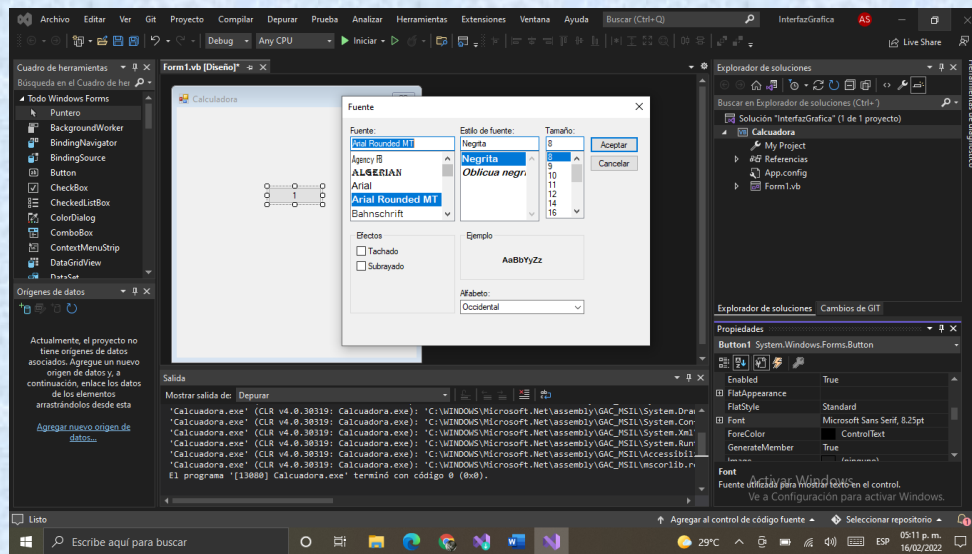 Archivo Editar Ver Git Proyecto Compilar Depurar Prueba Analizar Herramientas Extensiones Ventana Ayuda Buscar (Ctrl+Q) InterfazGrafica AS
Debug Any CPU Iniciar Live Share
Cuadro de herramientas
Búsqueda en el Cuadro de her
Todo Windows Forms
Puntero
BackgroundWorker
BindingNavigator
BindingSource
Button
CheckBox
CheckedListBox
ColorDialog
ComboBox
ContextMenuStrip
DataGridView
DataSet
Orígenes de datos
Actualmente, el proyecto no
tiene orígenes de datos
asociados. Agregue un nuevo
origen de datos y, a
continuación, enlace los datos
de los elementos
arrastrándolos desde esta
Agregar nuevo origen de
datos...
Form1.vb [Diseño]*
Calculadora
1
Fuente
Fuente:
Arial Rounded MT
Agency FB
ALGERIAN
Arial
Arial Rounded MT
Bahnschrift
Estilo de fuente:
Negrita
Negrita
Oblicua negri
Tamaño:
8
8
9
10
11
12
14
16
Aceptar
Cancelar
Efectos
Tachado
Subrayado
Ejemplo
AaBbYyZz
Alfabeto:
Occidental
Salida
Mostrar salida de: Depurar
'Calcuadora.exe' (CLR v4.0.30319: Calcuadora.exe): 'C:\WINDOWS\Microsoft.Net\assembly\GAC_MSIL\System.Dra
'Calcuadora.exe' (CLR v4.0.30319: Calcuadora.exe): 'C:\WINDOWS\Microsoft.Net\assembly\GAC_MSIL\System.Con
'Calcuadora.exe' (CLR v4.0.30319: Calcuadora.exe): 'C:\WINDOWS\Microsoft.Net\assembly\GAC_MSIL\System.Xml
'Calcuadora.exe' (CLR v4.0.30319: Calcuadora.exe): 'C:\WINDOWS\Microsoft.Net\assembly\GAC_MSIL\System.Run
'Calcuadora.exe' (CLR v4.0.30319: Calcuadora.exe): 'C:\WINDOWS\Microsoft.Net\assembly\GAC_MSIL\Accessibil
'Calcuadora.exe' (CLR v4.0.30319: Calcuadora.exe): 'C:\WINDOWS\Microsoft.Net\assembly\GAC_MSIL\mscorlib.r
El programa '[13080] Calcuadora.exe' terminó con código 0 (0x0).
Explorador de soluciones
Buscar en Explorador de soluciones (Ctrl+')
Solución "InterfazGrafica" (1 de 1 proyecto)
Calcuadora
My Project
Referencias
App.config
Form1.vb
Explorador de soluciones Cambios de GIT
Herramientas de diagnóstico
Propiedades
Button1 System.Windows.Forms.Button
Enabled True
FlatAppearance
FlatStyle Standard
Font Microsoft Sans Serif, 8.25pt
ForeColor ControlText
GenerateMember True
Image (ninguno)
Font
Fuente utilizada para mostrar texto en el control.
Activar Windows
Ve a Configuración para activar Windows.
Listo Agregar al control de código fuente Seleccionar repositorio
Escribe aquí para buscar
29°C ESP
05:11 p. m.
16/02/2022